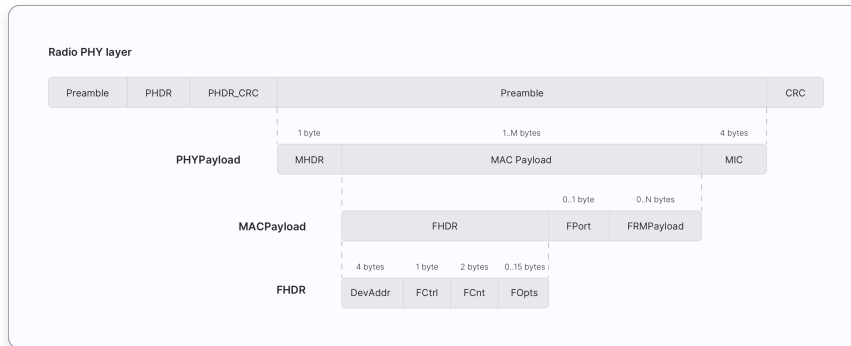 Radio PHY layer
Preamble PHDR PHDR_CRC Preamble CRC
1 byte 1..M bytes 4 bytes
PHYPayload MHDR MAC Payload MIC
0..1 byte 0..N bytes
MACPayload FHDR FPort FRMPayload
4 bytes 1 byte 2 bytes 0..15 bytes
FHDR DevAddr FCtrl FCnt FOpts